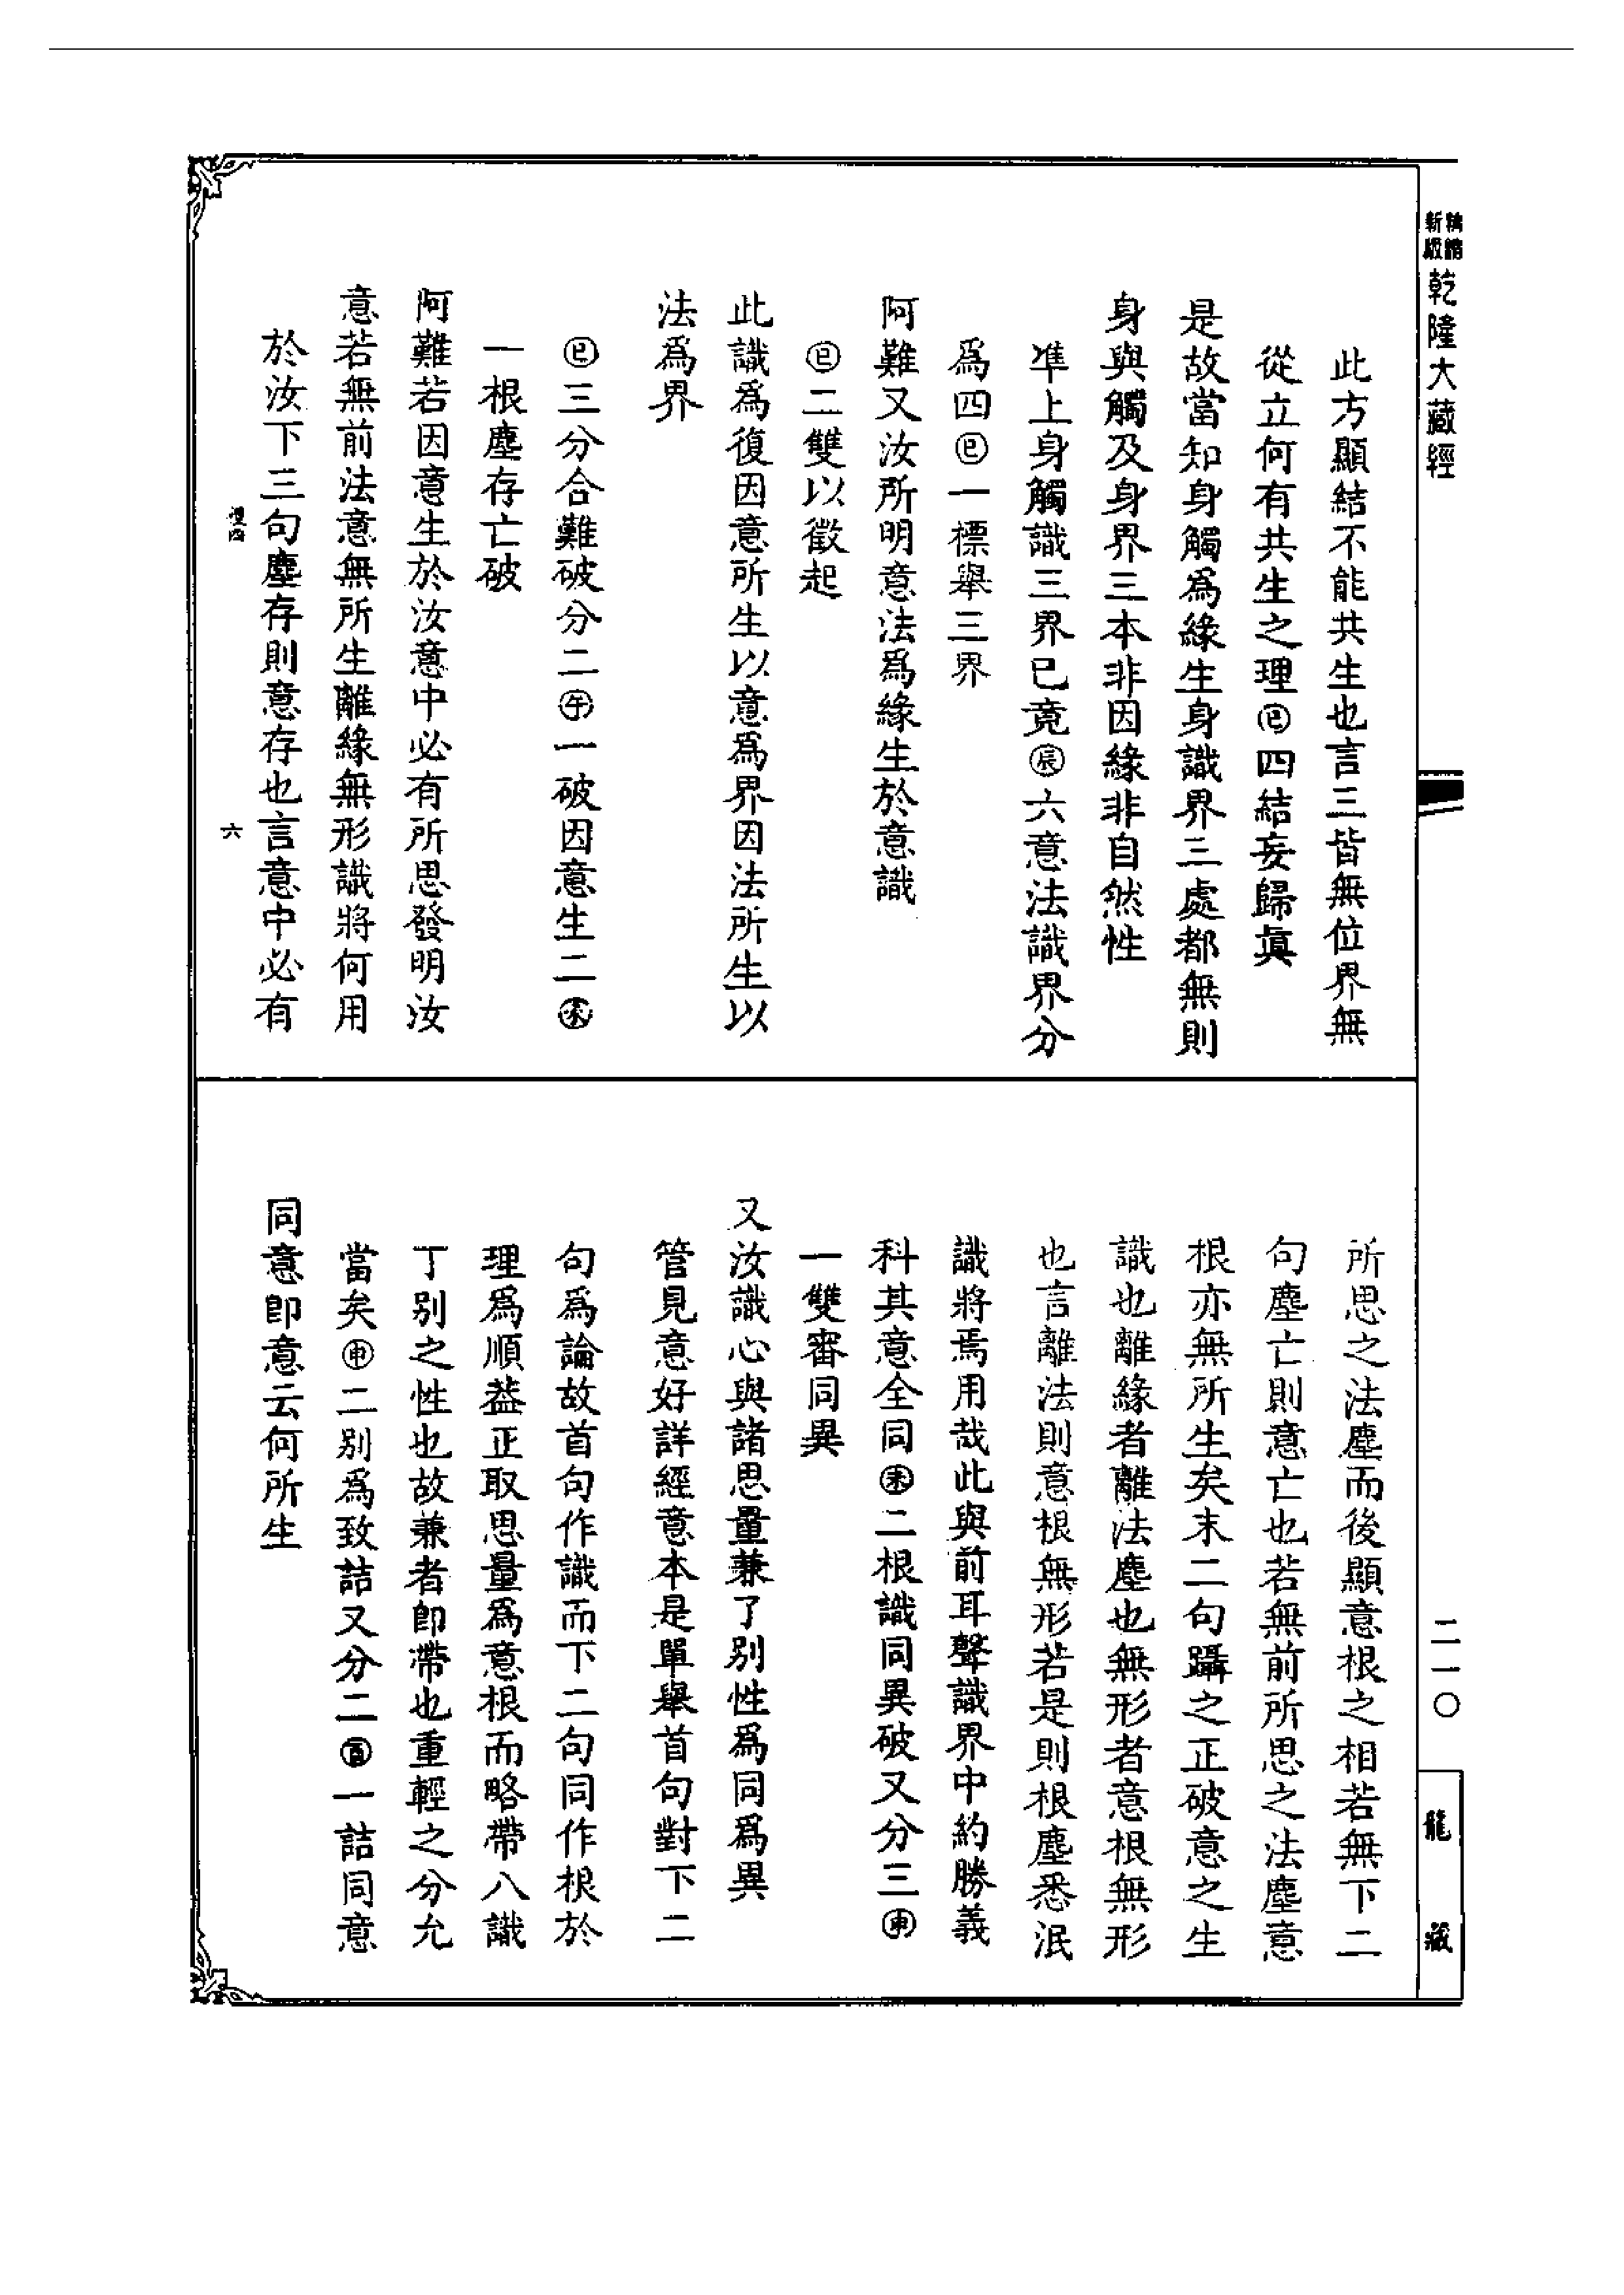 新版
精縮
乾隆大藏經
二一〇
龍藏
此方顯結不能共生也言三皆無位界無
從立何有共生之理㊁四結妄歸眞
是故當知身觸爲緣生身識界三處都無則
身與觸及身界三本非因緣非自然性
準上身觸識三界已竟(辰)六意法識界分
爲四(巳)一標舉三界
阿難又汝所明意法爲緣生於意識
(巳)二雙以徵起
此識爲復因意所生以意爲界因法所生以
法爲界
(巳)三分合難破分二(午)一破因意生二(未)
一根塵存亡破
阿難若因意生於汝意中必有所思發明汝
意若無前法意無所生離緣無形識將何用
於汝下三句塵存則意存也言意中必有
六
所思之法塵而後顯意根之相若無下二
句塵亡則意亡也若無前所思之法塵意
根亦無所生矣末二句躡之正破意之生
識也離緣者離法塵也無形者意根無形
也言離法則意根無形若是則根塵悉泯
識將焉用哉此與前耳聲識界中約勝義
科其意全同(未)二根識同異破又分三(申)
一雙審同異
又汝識心與諸思量兼了別性爲同爲異
管見意好詳經意本是單舉首句對下二
句爲論故首句作識而下二句同作根於
理爲順葢正取思量爲意根而略帶八識
丁別之性也故兼者卽帶也重輕之分允
當矣(申)二別爲致詰又分二(酉)一詰同意
同意卽意云何所生